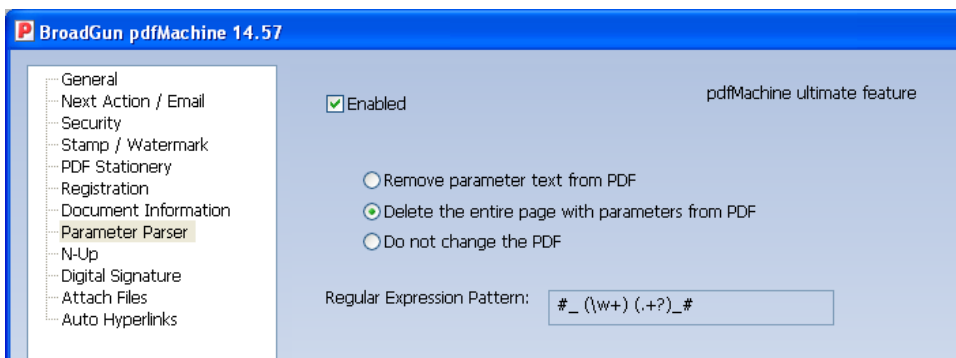 BroadGun pdfMachine 14.57
General
Next Action / Email
Security
Stamp / Watermark
PDF Stationery
Registration
Document Information
Parameter Parser
N-Up
Digital Signature
Attach Files
Auto Hyperlinks
Enabled
pdfMachine ultimate feature
Remove parameter text from PDF
Delete the entire page with parameters from PDF
Do not change the PDF
Regular Expression Pattern: #_ (\w+) (.+?)_#